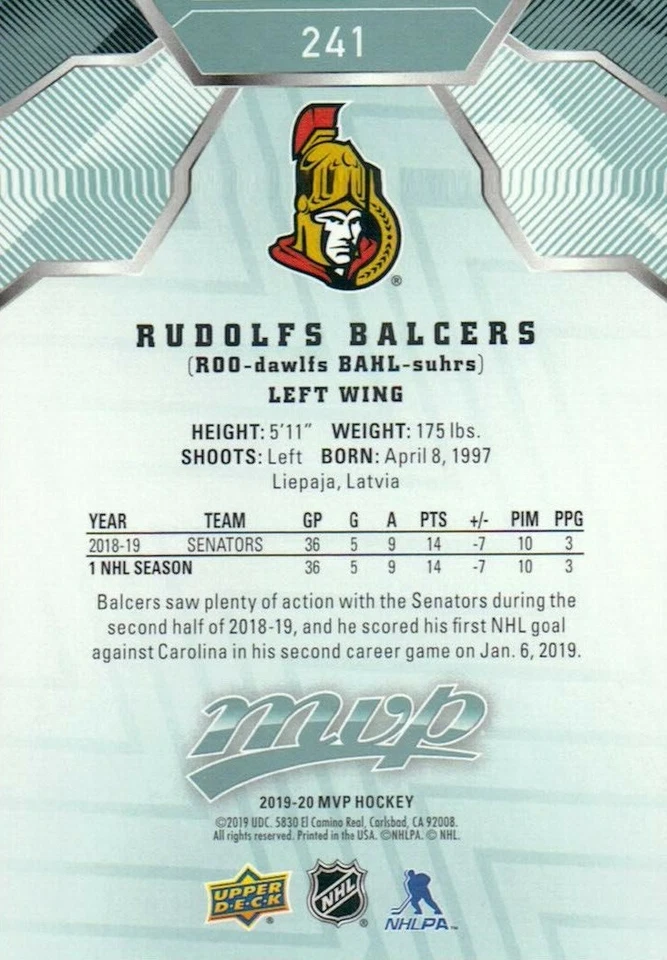 241
®
RUDOLFS BALCERS
(ROO-dawlfs BAHL-suhrs)
LEFT WING
HEIGHT: 5'11" WEIGHT: 175 lbs.
SHOOTS: Left BORN: April 8, 1997
Liepaja, Latvia
YEAR TEAM GP G A PTS +/- PIM PPG
2018-19 SENATORS 36 5 9 14 -7 10 3
1 NHL SEASON 36 5 9 14 -7 10 3
Balcers saw plenty of action with the Senators during the
second half of 2018-19, and he scored his first NHL goal
against Carolina in his second career game on Jan. 6, 2019.
mvp
2019-20 MVP HOCKEY
©2019 UDC. 5830 El Camino Real, Carlsbad, CA 92008.
All rights reserved. Printed in the USA. ©NHLPA. © NHL.
UPPER DECK ® NHL ® NHLPA™